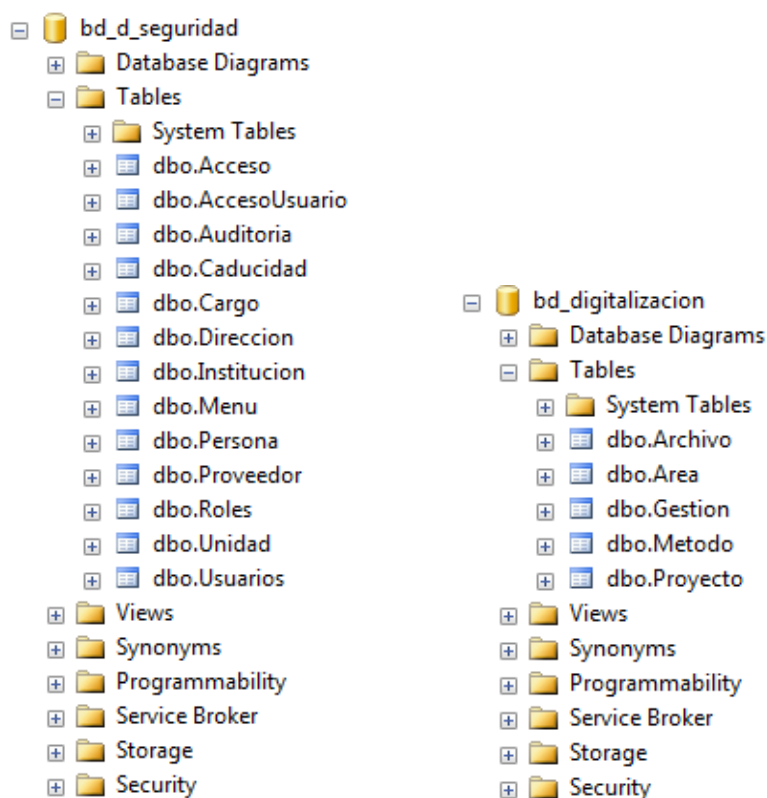 bd_d_seguridad
Database Diagrams
Tables
System Tables
dbo.Acceso
dbo.AccesoUsuario
dbo.Auditoria
dbo.Caducidad
dbo.Cargo
dbo.Direccion
dbo.Institucion
dbo.Menu
dbo.Persona
dbo.Proveedor
dbo.Roles
dbo.Unidad
dbo.Usuarios
Views
Synonyms
Programmability
Service Broker
Storage
Security
bd_digitalizacion
Database Diagrams
Tables
System Tables
dbo.Archivo
dbo.Area
dbo.Gestion
dbo.Metodo
dbo.Proyecto
Views
Synonyms
Programmability
Service Broker
Storage
Security